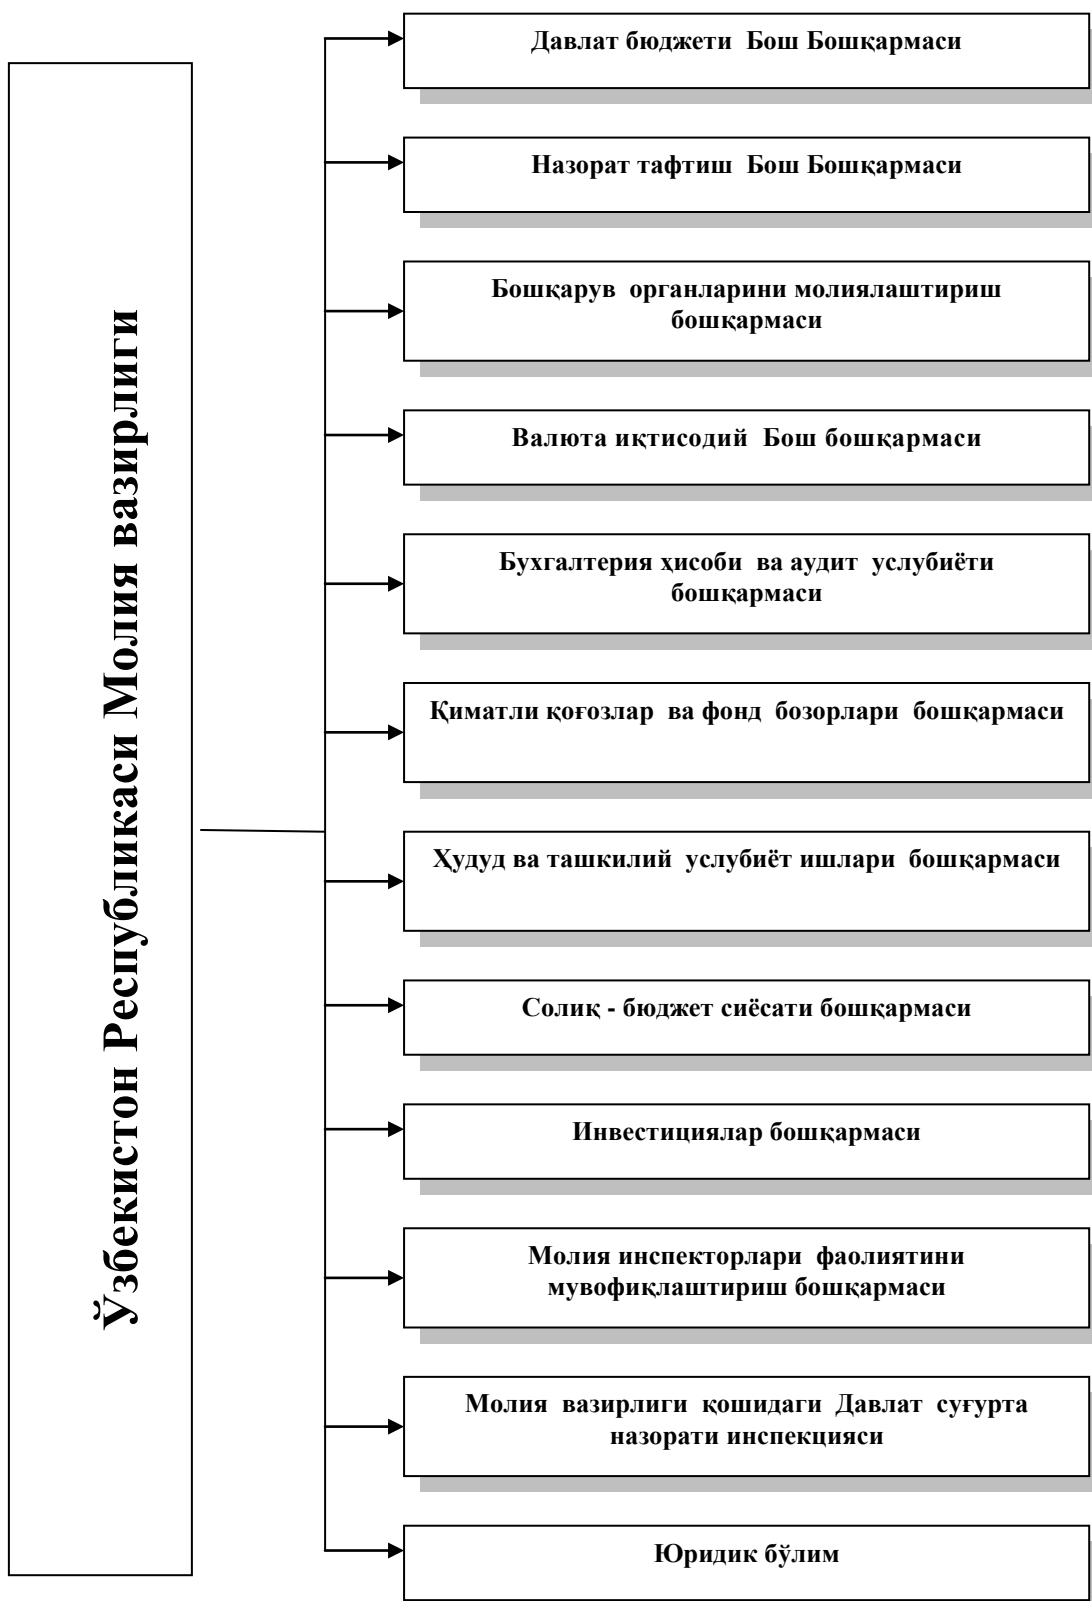 Ўзбекистон Республикаси Молия вазирлиги
Давлат бюджети Бош Бошқармаси
Назорат тафтиш Бош Бошқармаси
Бошқарув органларини молиялаштириш
бошқармаси
Валюта иқтисодий Бош бошқармаси
Бухгалтерия ҳисоби ва аудит услубиёти
бошқармаси
Қиматли қоғозлар ва фонд бозорлари бошқармаси
Ҳудуд ва ташкилий услубиёт ишлари бошқармаси
Солиқ - бюджет сиёсати бошқармаси
Инвестициялар бошқармаси
Молия инспекторлари фаолиятини
мувофиқлаштириш бошқармаси
Молия вазирлиги қошидаги Давлат суғурта
назорати инспекцияси
Юридик бўлим